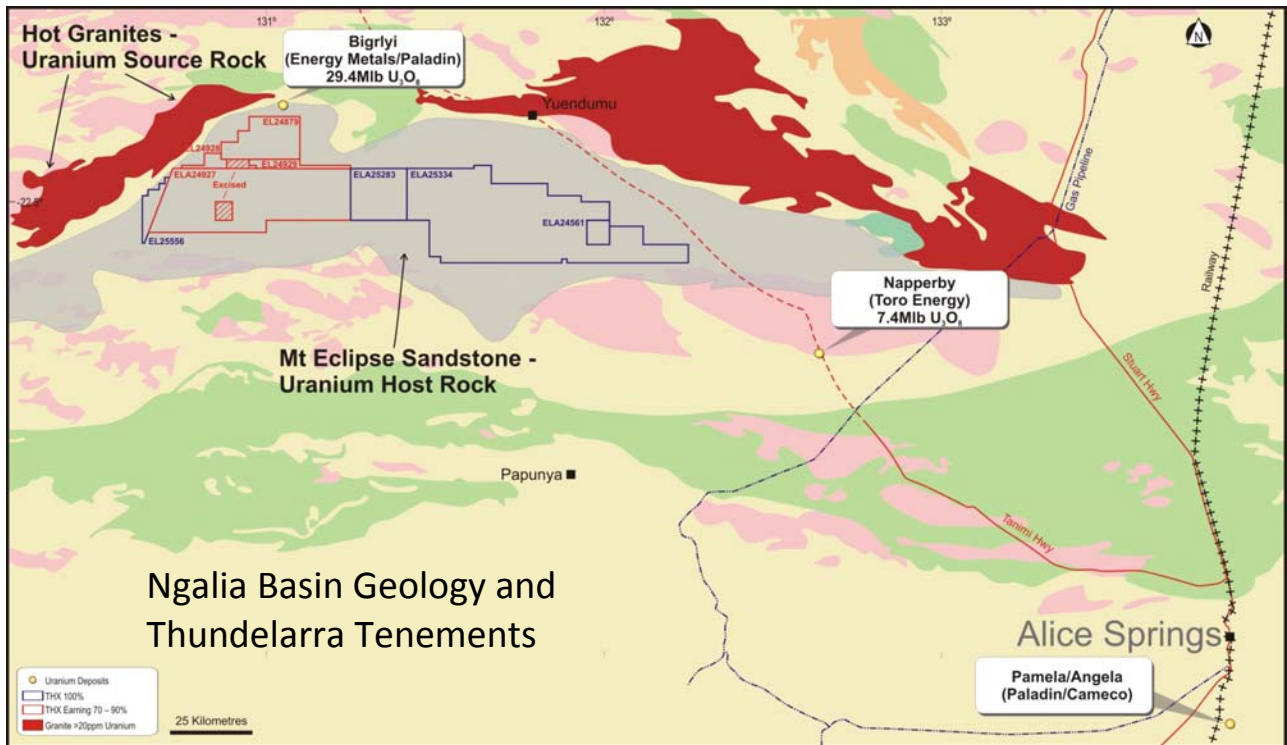 131°
132°
133°
N
Hot Granites -
Uranium Source Rock
Bigrlyi
(Energy Metals/Paladin)
29.4Mlb U3O8
Yuendumu
EL24879
EL24928
EL24929
ELA24927
Excised
ELA25283
ELA25334
-22.5°
ELA24561
EL25556
Gas Pipeline
Railway
Napperby
(Toro Energy)
7.4Mlb U3O8
Mt Eclipse Sandstone -
Uranium Host Rock
Stuart Hwy
Papunya
Tanimi Hwy
Ngalia Basin Geology and
Thundelarra Tenements
Alice Springs
Pamela/Angela
(Paladin/Cameco)
Uranium Deposits
THX 100%
THX Earning 70 – 90%
Granite >20ppm Uranium
25 Kilometres